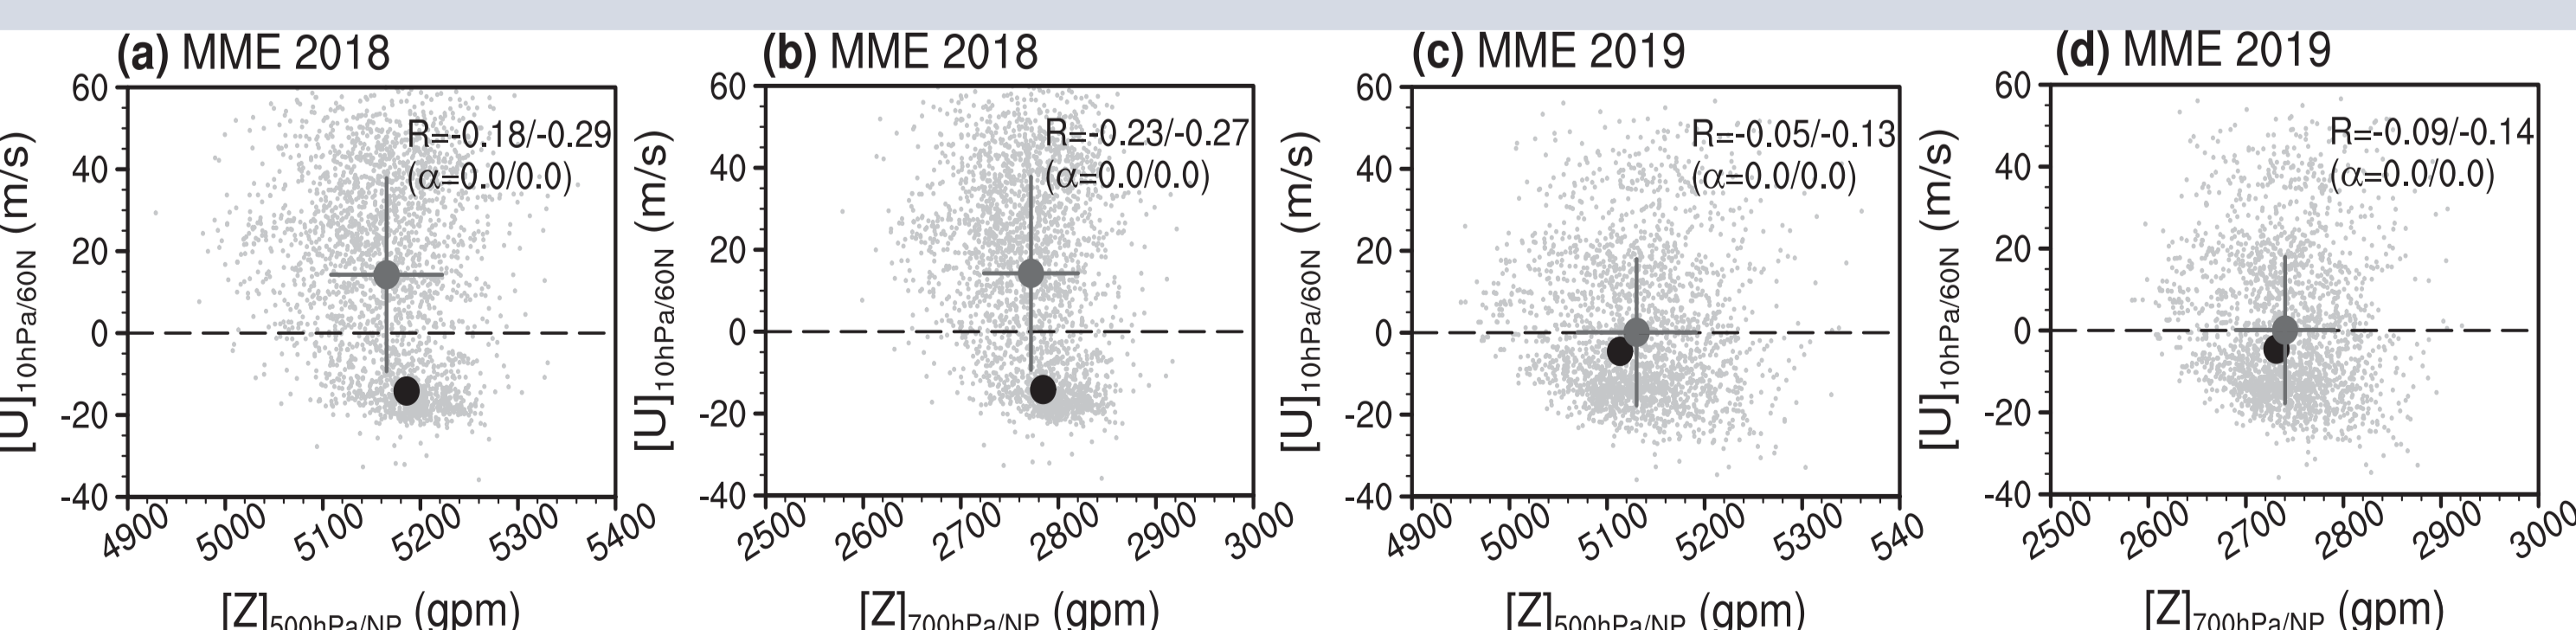 (a) MME 2018
60
40
20
0
-20
-40
[U]10hPa/60N (m/s)
R=-0.18/-0.29
(α=0.0/0.0)
4900 5000 5100 5200 5300 5400
[Z]500hPa/NP (gpm)
(b) MME 2018
60
40
20
0
-20
-40
[U]10hPa/60N (m/s)
R=-0.23/-0.27
(α=0.0/0.0)
2500 2600 2700 2800 2900 3000
[Z]700hPa/NP (gpm)
(c) MME 2019
60
40
20
0
-20
-40
[U]10hPa/60N (m/s)
R=-0.05/-0.13
(α=0.0/0.0)
4900 5000 5100 5200 5300 540
[Z]500hPa/NP (gpm)
(d) MME 2019
60
40
20
0
-20
-40
[U]10hPa/60N (m/s)
R=-0.09/-0.14
(α=0.0/0.0)
2500 2600 2700 2800 2900 3000
[Z]700hPa/NP (gpm)